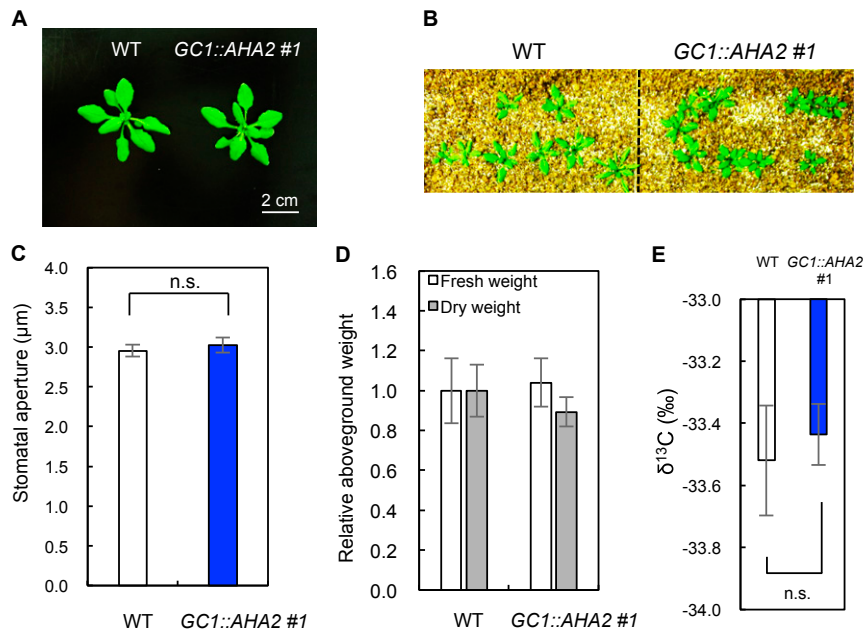 A
WT GC1::AHA2 #1
2 cm
B
WT GC1::AHA2 #1
C
Stomatal aperture (μm)
4.0
3.5
3.0
2.5
2.0
1.5
1.0
0.5
0.0
n.s.
WT GC1::AHA2 #1
D
Relative aboveground weight
1.6
1.4
1.2
1.0
0.8
0.6
0.4
0.2
0.0
Fresh weight
Dry weight
WT GC1::AHA2 #1
E
WT GC1::AHA2
#1
δ13C (‰)
-33.0
-33.2
-33.4
-33.6
-33.8
-34.0
n.s.